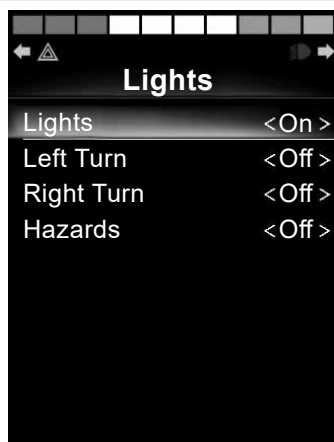 Lights
Lights <On>
Left Turn <Off>
Right Turn <Off>
Hazards <Off>